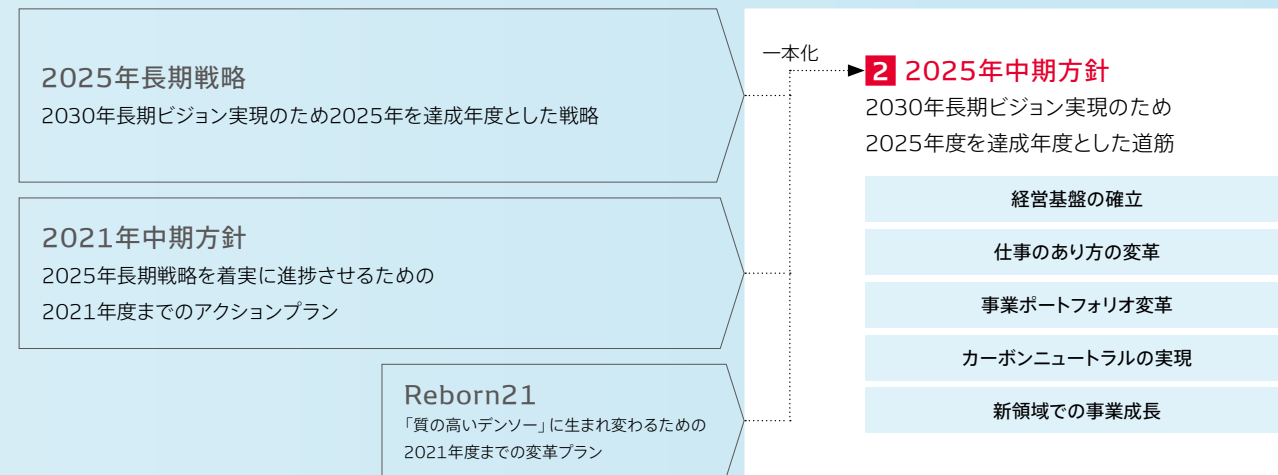 2025年長期戦略
2030年長期ビジョン実現のため2025年を達成年度とした戦略
2021年中期方針
2025年長期戦略を着実に進捗させるための
2021年度までのアクションプラン
Reborn21
「質の高いデンソー」に生まれ変わるための
2021年度までの変革プラン
一本化
2 2025年中期方針
2030年長期ビジョン実現のため
2025年度を達成年度とした道筋
経営基盤の確立
仕事のあり方の変革
事業ポートフォリオ変革
カーボンニュートラルの実現
新領域での事業成長